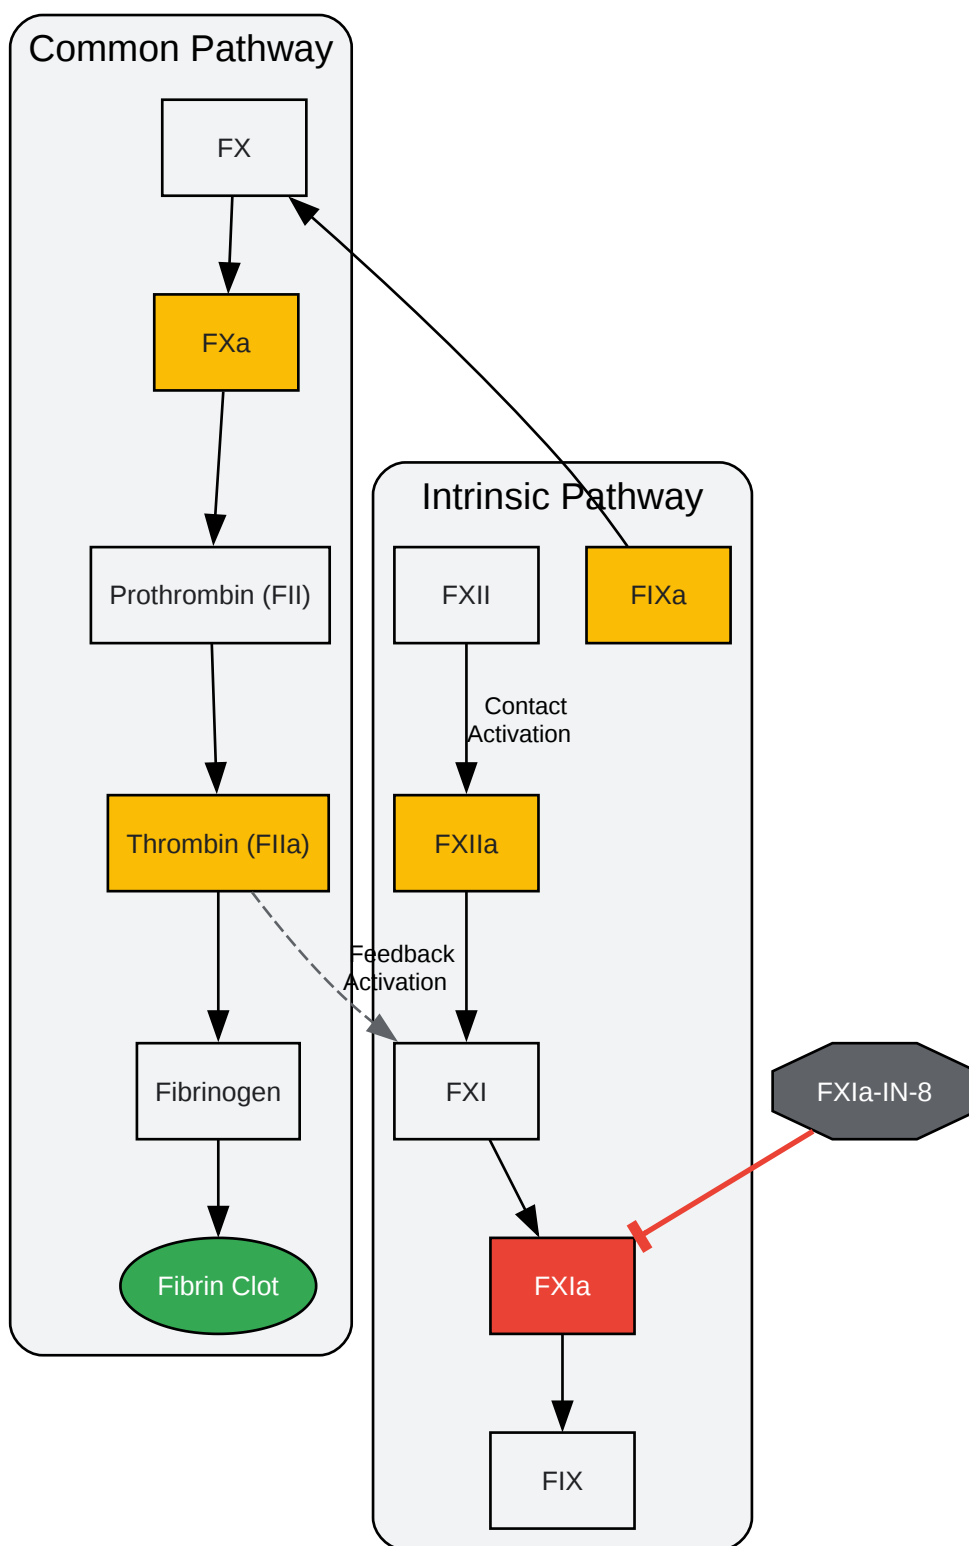 Common Pathway
FX
FXa
Prothrombin (FII)
Thrombin (FIIa)
Fibrinogen
Fibrin Clot
Intrinsic Pathway
FXII
FIXa
Contact
Activation
FXIIa
Feedback
Activation
FXI
FXIa-IN-8
FXIa
FIX